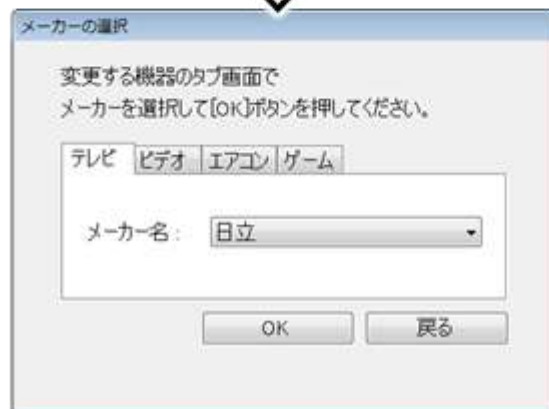 メーカーの選択
変更する機器のタブ画面で
メーカーを選択して[OK]ボタンを押してください。
テレビ ビデオ エアコン ゲーム
メーカー名: 日立
OK 戻る